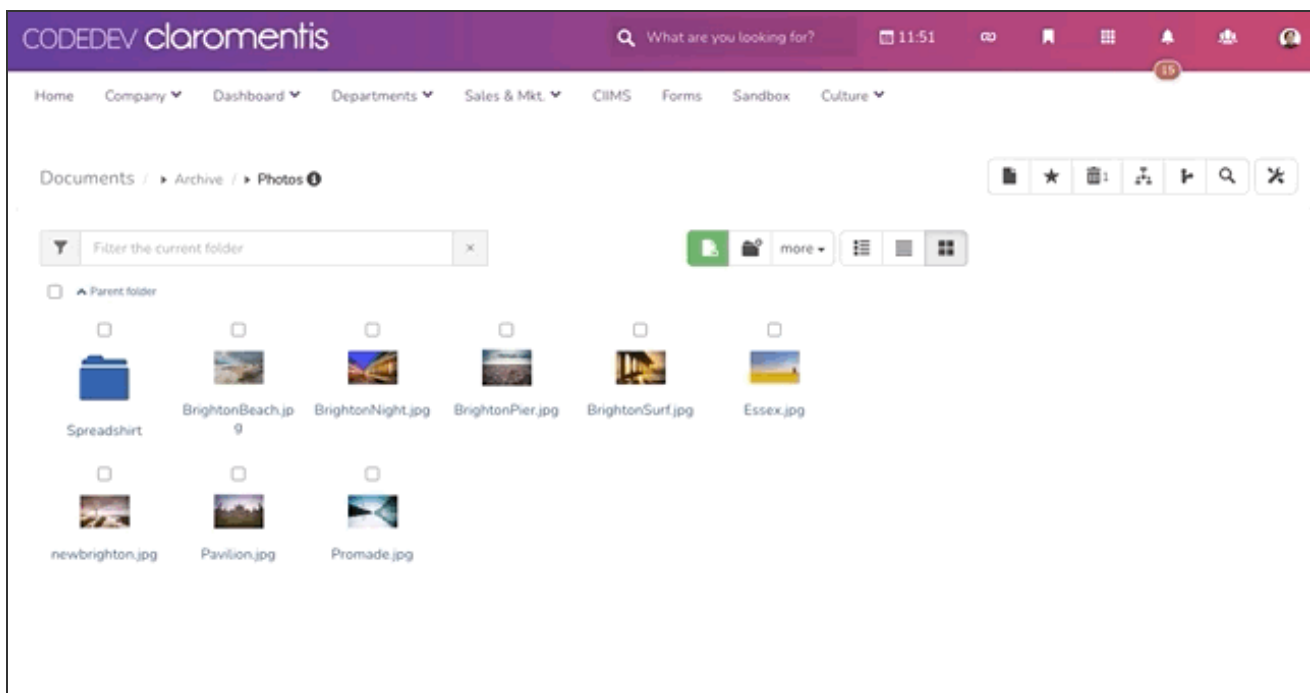 CODEDEV claromentis What are you looking for? 11:51
15
Home Company Dashboard Departments Sales & Mkt. CIIMS Forms Sandbox Culture
Documents / Archive / Photos
1
Filter the current folder × more
Parent folder
Spreadshirt
BrightonBeach.jp
g
BrightonNight.jpg
BrightonPier.jpg
BrightonSurf.jpg
Essex.jpg
newbrighton.jpg
Pavilion.jpg
Promade.jpg